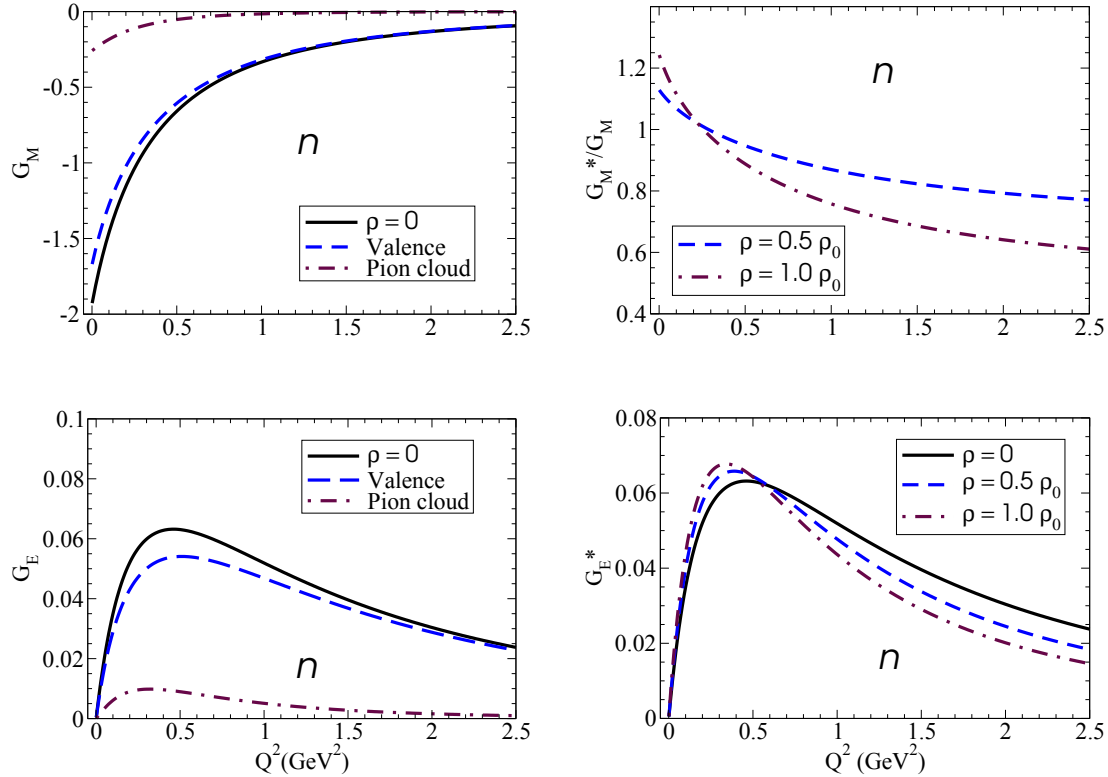 0
-0.5
-1
-1.5
-2
G_M
n
ρ = 0
Valence
Pion cloud
0 0.5 1 1.5 2 2.5
1.2
1
0.8
0.6
0.4
G_M^*/G_M
n
ρ = 0.5 ρ_0
ρ = 1.0 ρ_0
0 0.5 1 1.5 2 2.5
0.1
0.08
0.06
0.04
0.02
0
G_E
ρ = 0
Valence
Pion cloud
n
0 0.5 1 1.5 2 2.5
Q^2(GeV^2)
0.08
0.06
0.04
0.02
0
G_E^*
ρ = 0
ρ = 0.5 ρ_0
ρ = 1.0 ρ_0
n
0 0.5 1 1.5 2 2.5
Q^2 (GeV^2)